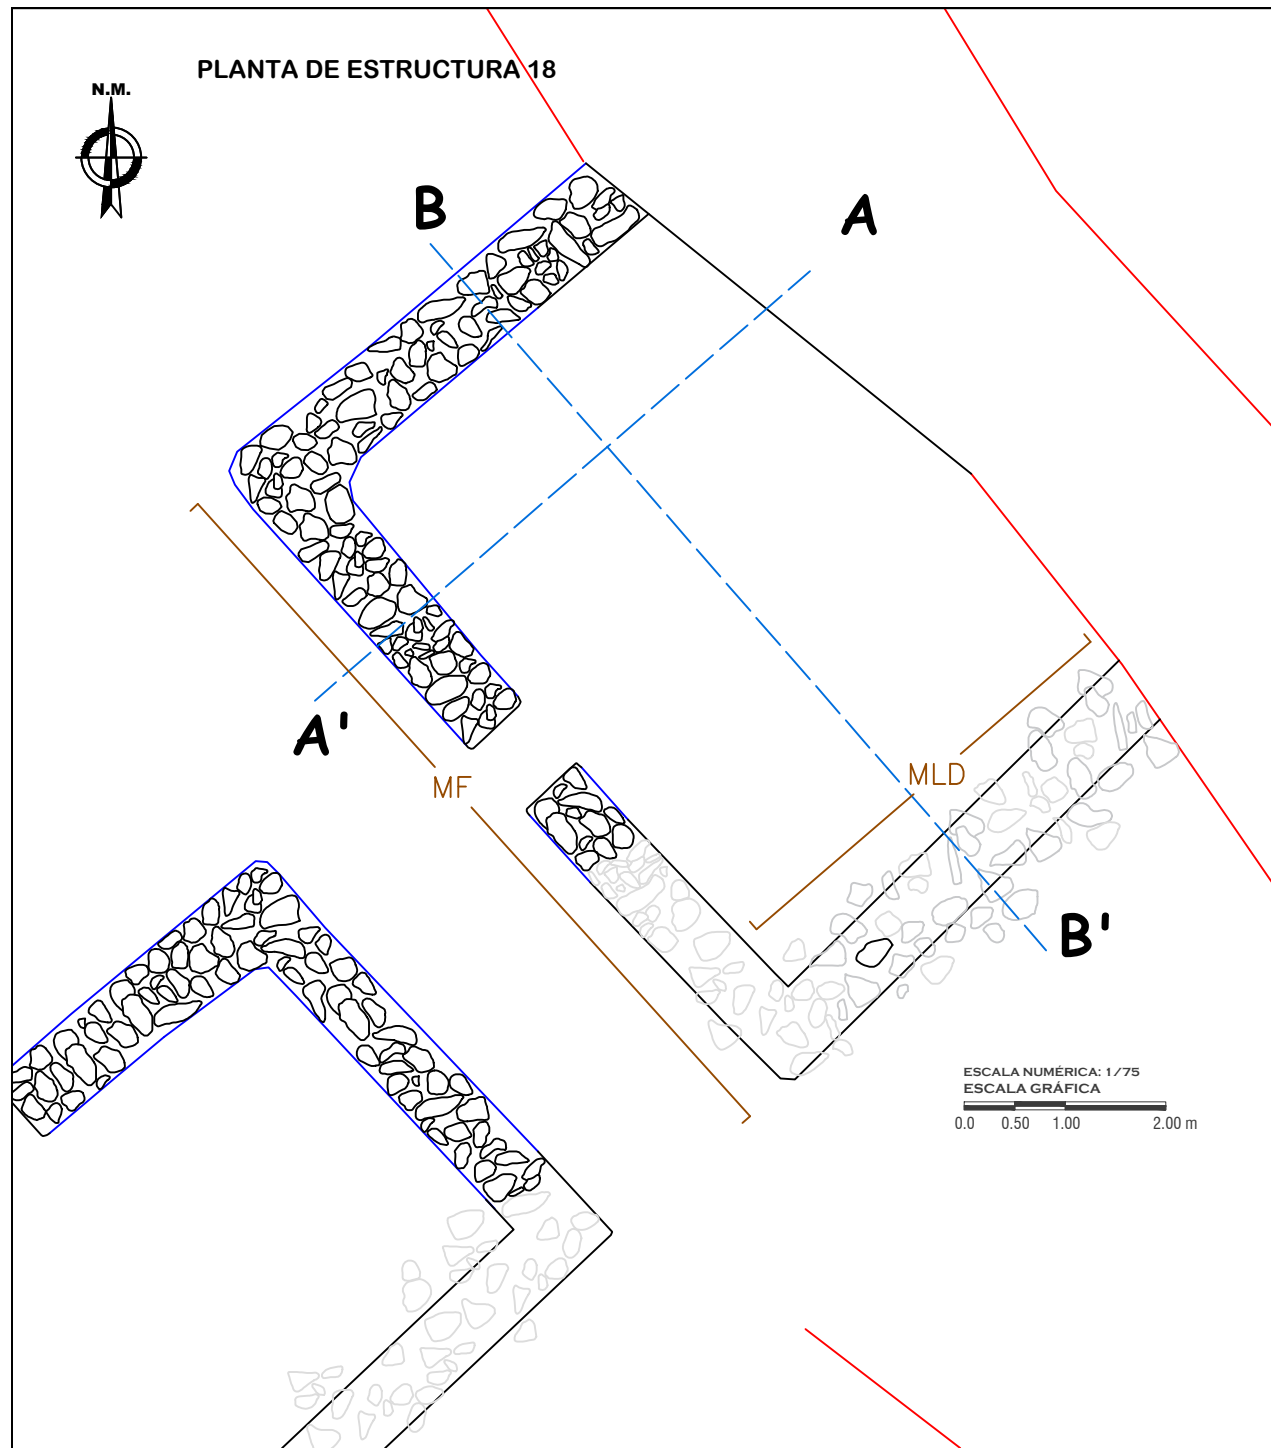 PLANTA DE ESTRUCTURA 18
N.M.
B
A
A'
MF
MLD
B'
ESCALA NUMÉRICA: 1/75
ESCALA GRÁFICA
0.0 0.50 1.00 2.00 m